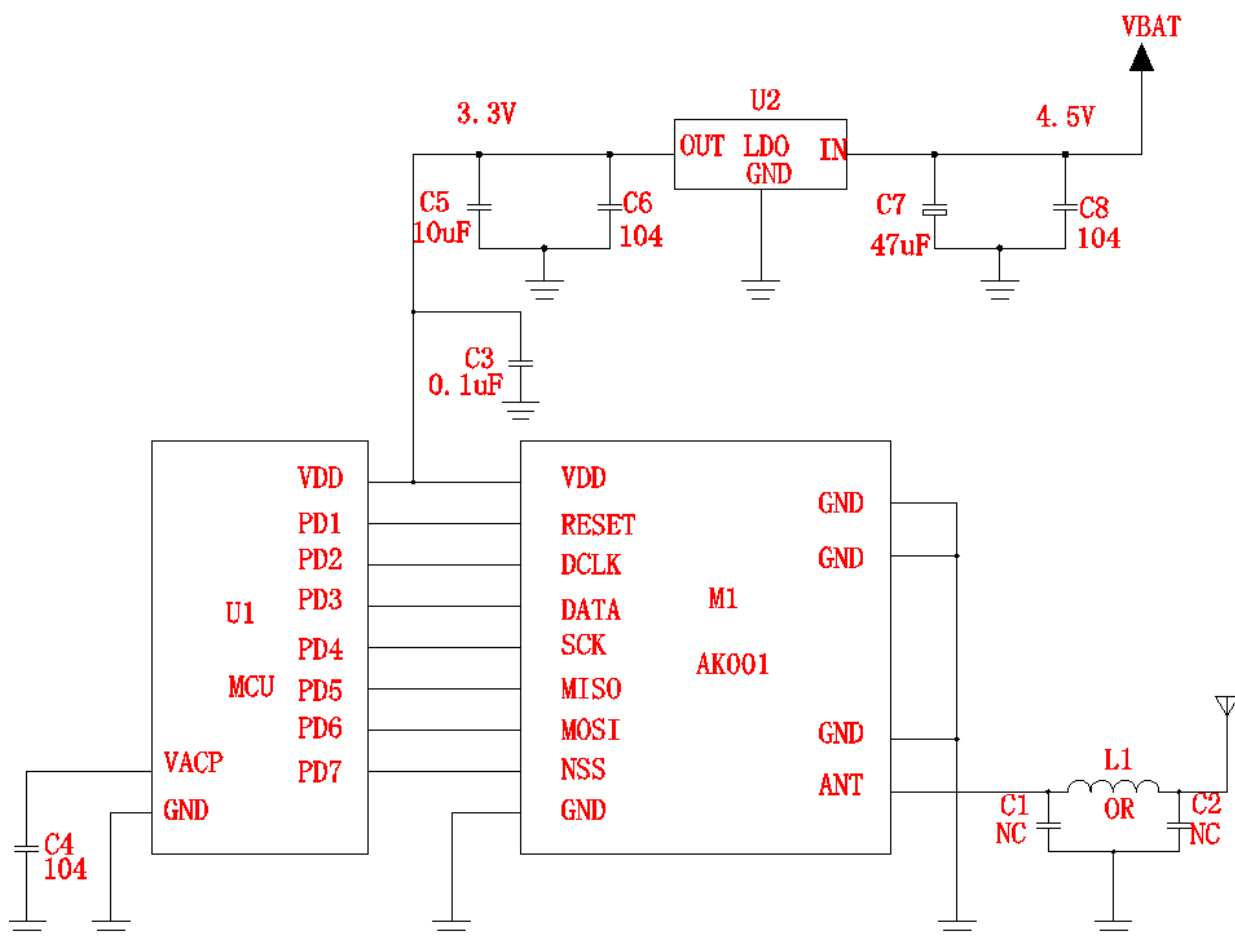 VBAT
U2
3.3V
4.5V
OUT LDO IN
GND
C5
10uF
C6
104
C7
47uF
C8
104
C3
0.1uF
VDD
PD1
PD2
PD3
PD4
PD5
PD6
PD7
U1
MCU
VACP
GND
C4
104
VDD
RESET
DCLK
DATA
SCK
MISO
MOSI
NSS
GND
M1
AK001
GND
GND
GND
ANT
L1
OR
C1
NC
C2
NC